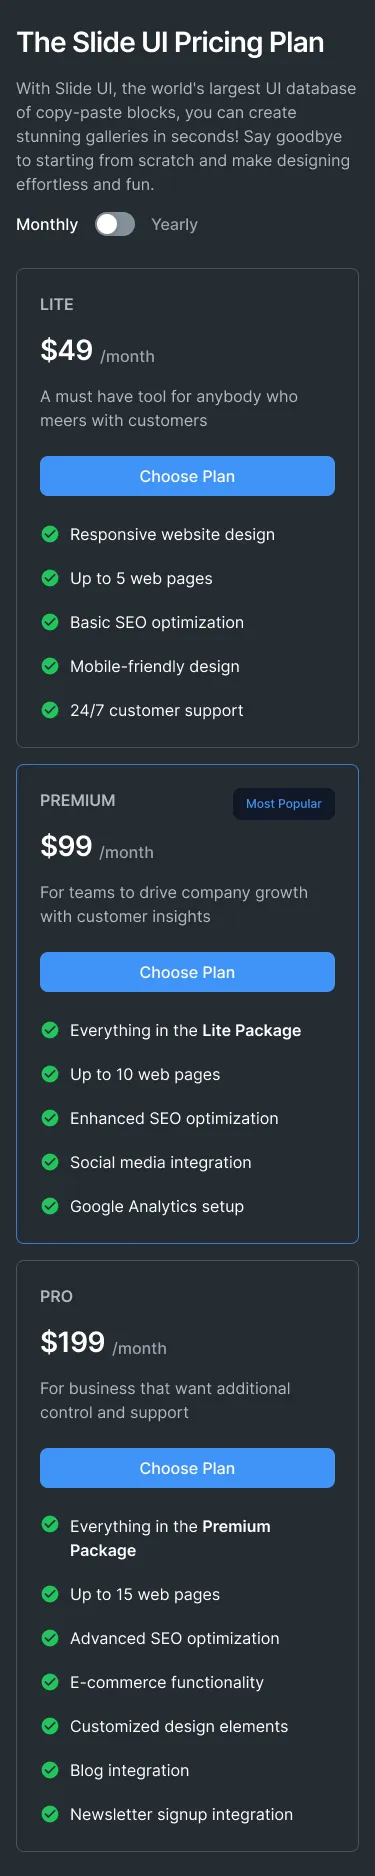 The Slide UI Pricing Plan
With Slide UI, the world's largest UI database
of copy-paste blocks, you can create
stunning galleries in seconds! Say goodbye
to starting from scratch and make designing
effortless and fun.
Monthly Yearly
LITE
$49 /month
A must have tool for anybody who
meers with customers
Choose Plan
Responsive website design
Up to 5 web pages
Basic SEO optimization
Mobile-friendly design
24/7 customer support
PREMIUM Most Popular
$99 /month
For teams to drive company growth
with customer insights
Choose Plan
Everything in the Lite Package
Up to 10 web pages
Enhanced SEO optimization
Social media integration
Google Analytics setup
PRO
$199 /month
For business that want additional
control and support
Choose Plan
Everything in the Premium
Package
Up to 15 web pages
Advanced SEO optimization
E-commerce functionality
Customized design elements
Blog integration
Newsletter signup integration